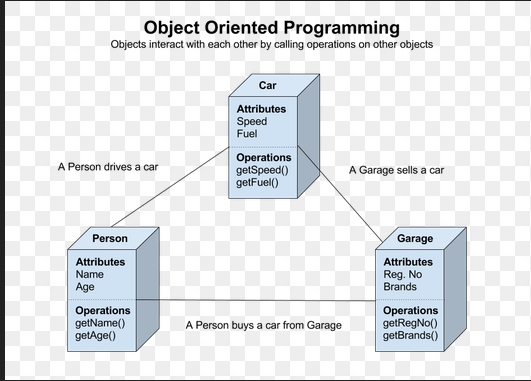 Object Oriented Programming
Objects interact with each other by calling operations on other objects
Car
Attributes
Speed
Fuel
Operations
getSpeed()
getFuel()
A Person drives a car
A Garage sells a car
Person
Attributes
Name
Age
Operations
getName()
getAge()
Garage
Attributes
Reg. No
Brands
Operations
getRegNo()
getBrands()
A Person buys a car from Garage